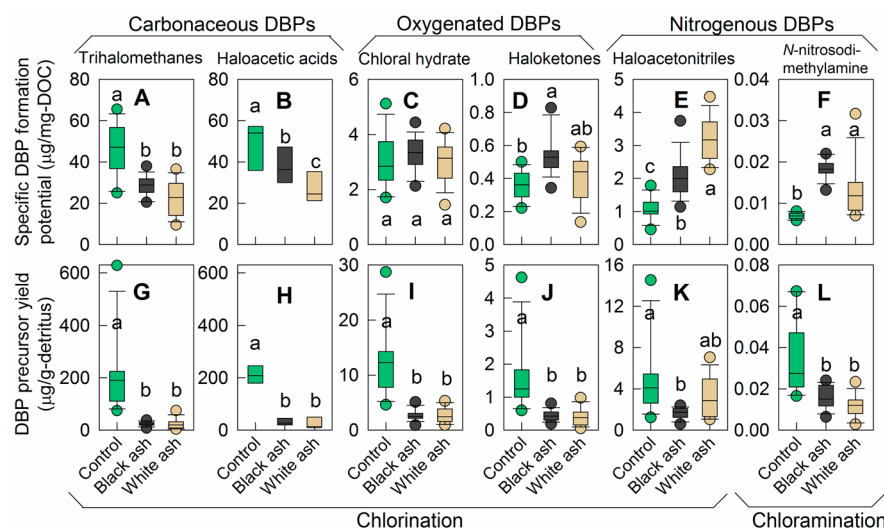 Carbonaceous DBPs
Oxygenated DBPs
Nitrogenous DBPs
Trihalomethanes
Haloacetic acids
Chloral hydrate
Haloketones
Haloacetonitriles
N-nitrosodi-
methylamine
Specific DBP formation
potential (µg/mg-DOC)
80
60
40
20
0
A
a
b
b
80
60
40
20
0
B
a
b
c
8
6
4
2
0
C
a
a
a
1.0
0.8
0.6
0.4
0.2
0.0
D
b
a
ab
5
4
3
2
1
0
E
c
b
a
0.04
0.03
0.02
0.01
0.00
F
b
a
a
DBP precursor yield
(µg/g-detritus)
600
400
200
0
G
a
b
b
600
400
200
0
H
a
b
b
30
20
10
0
I
a
b
b
5
4
3
2
1
0
J
a
b
b
16
12
8
4
0
K
a
b
ab
0.08
0.06
0.04
0.02
0.00
L
a
b
b
Control
Black ash
White ash
Control
Black ash
White ash
Control
Black ash
White ash
Control
Black ash
White ash
Control
Black ash
White ash
Control
Black ash
White ash
Chlorination
Chloramination